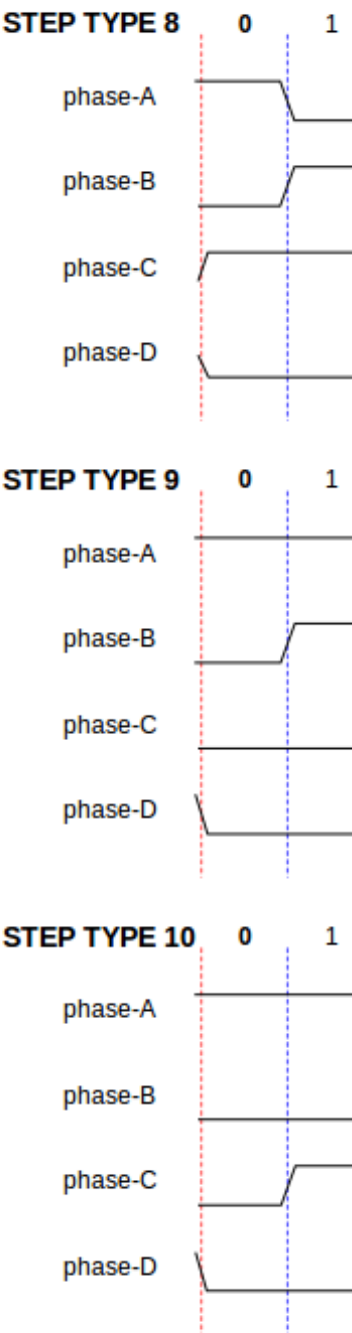 STEP TYPE 8 0 1
phase-A
phase-B
phase-C
phase-D
STEP TYPE 9 0 1
phase-A
phase-B
phase-C
phase-D
STEP TYPE 10 0 1
phase-A
phase-B
phase-C
phase-D